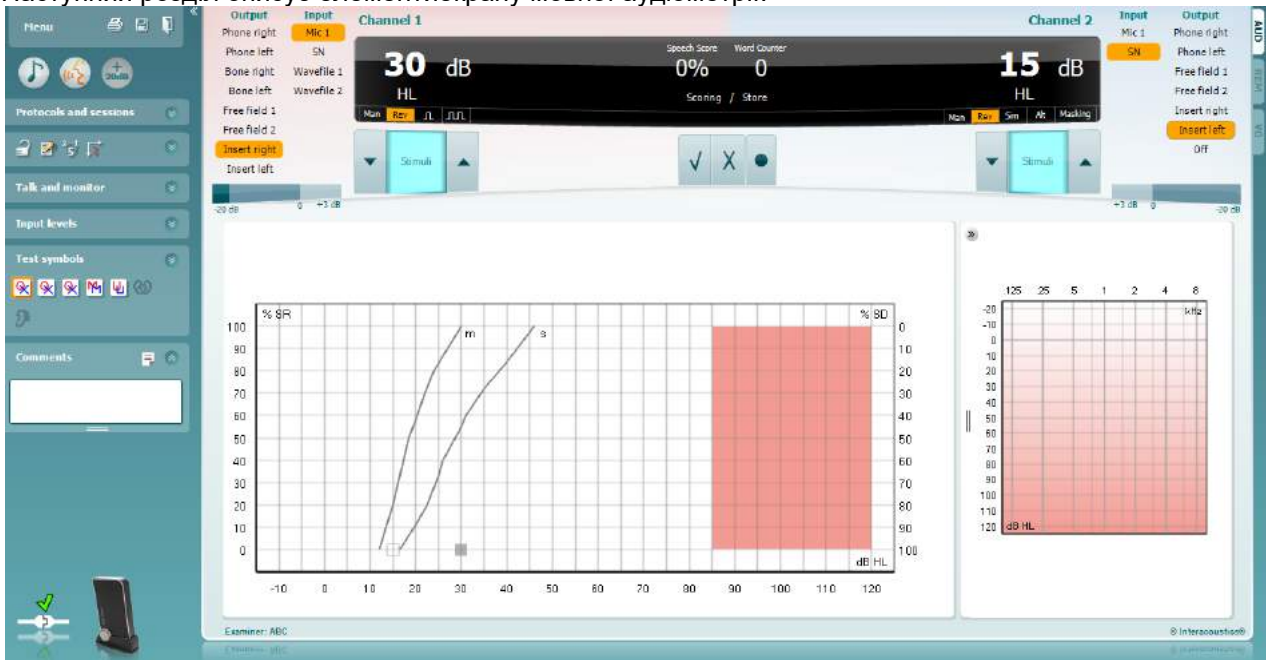 Наступний розділ описує елементи екрану мовної аудіометрії
Menu
Protocols and sessions
Talk and monitor
Input levels
Test symbols
Comments
Output Input Channel 1
Phone right Mic 1
Phone left SN
Bone right Wavefile 1
Bone left Wavefile 2
Free field 1
Free field 2
Insert right
Insert left
30 dB
HL
Man Rev
Stimuli
-20 dB 0 +3 dB
Speech Score Word Counter
0% 0
Scoring / Store
Channel 2 Input Output
Mic 1 Phone right
SN Phone left
Free field 1
Free field 2
Insert right
Insert left
Off
15 dB
HL
Man Rev Sim Alt Masking
Stimuli
+3 dB 0 -20 dB
AUD
REM
% SR % SD
m s
100 0
90 10
80 20
70 30
60 40
50 50
40 60
30 70
20 80
10 90
0 100
dB HL
-10 0 10 20 30 40 50 60 70 80 90 100 110 120
125 25 5 1 2 4 8
kHz
-20
-10
0
10
20
30
40
50
60
70
80
90
100
110
120 dB HL
Examiner: ABC
® Interacoustics®